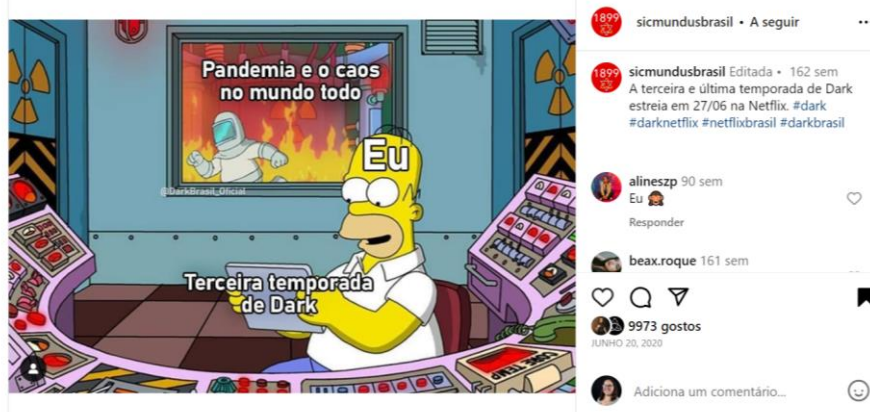 Pandemia e o caos
no mundo todo
Eu
@DarkBrasil_Oficial
Terceira temporada
de Dark
CORE TEMP
1899
sicmundusbrasil • A seguir
1899
sicmundusbrasil Editada • 162 sem
A terceira e última temporada de Dark
estreia em 27/06 na Netflix. #dark
#darknetflix #netflixbrasil #darkbrasil
alineszp 90 sem
Eu 🙈
Responder
beax.roque 161 sem
9973 gostos
JUNHO 20, 2020
Adiciona um comentário...